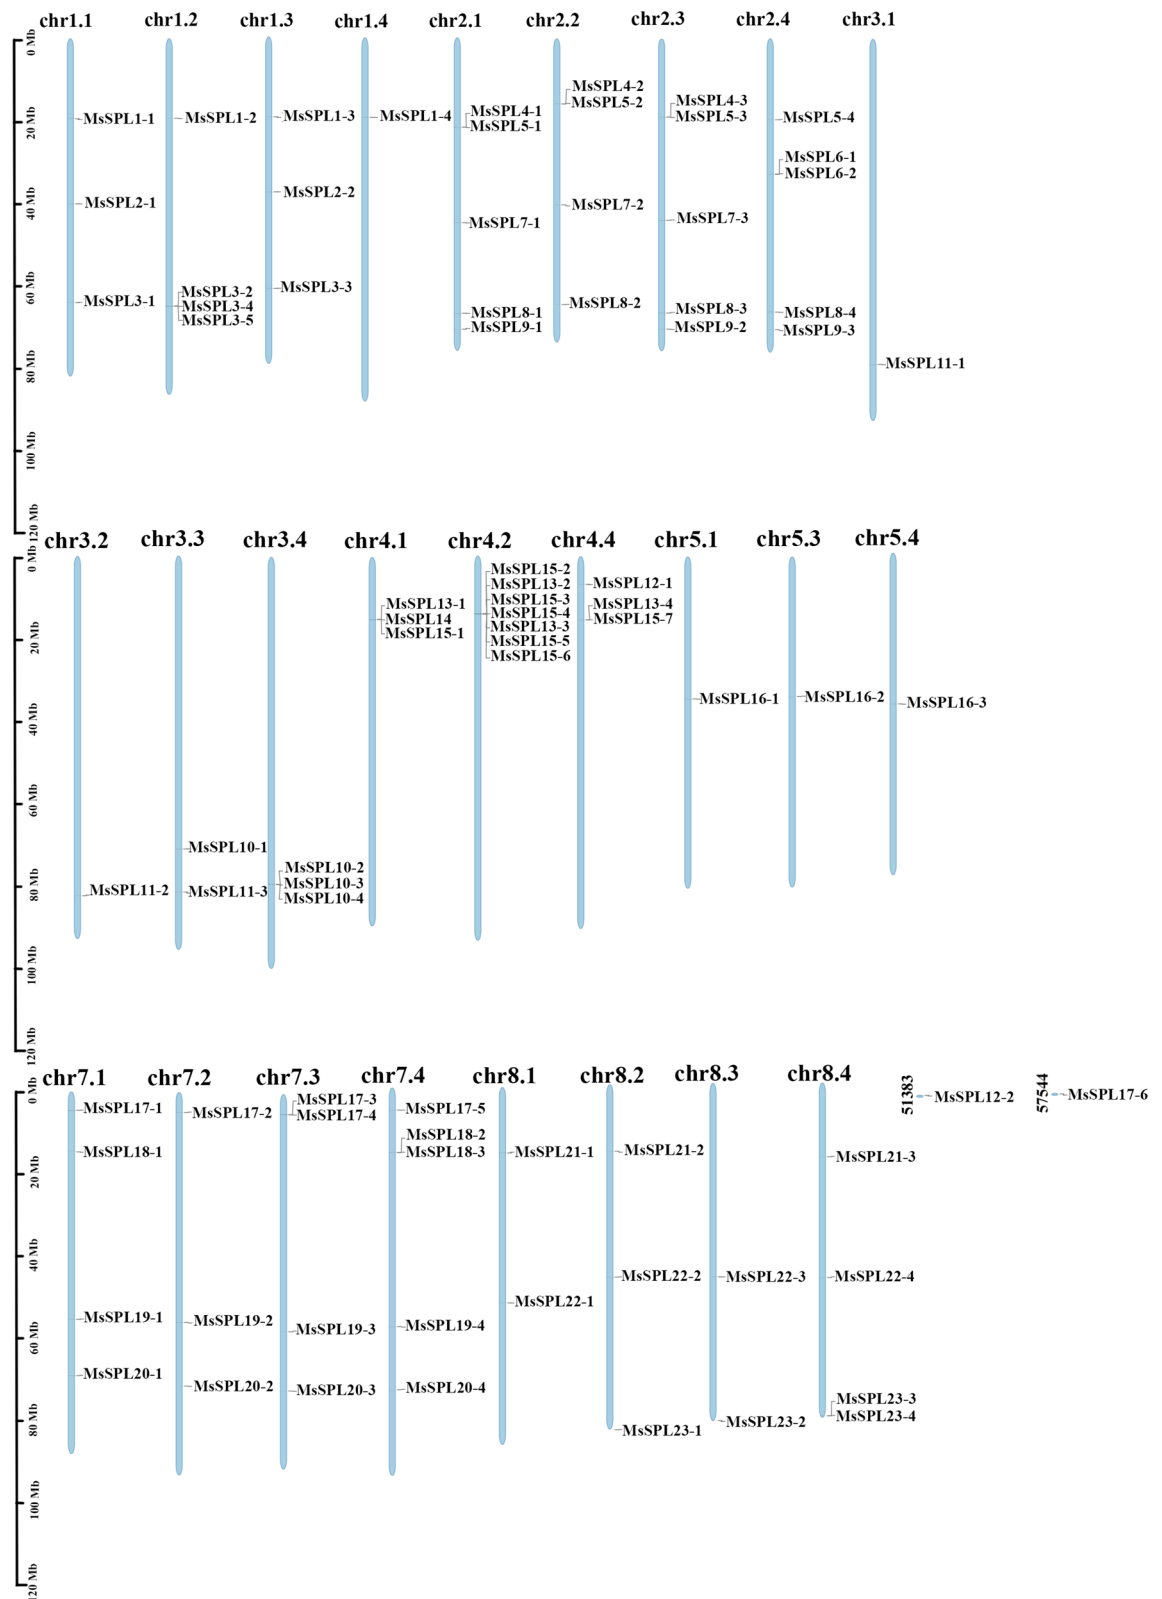 chr1.1 chr1.2 chr1.3 chr1.4 chr2.1 chr2.2 chr2.3 chr2.4 chr3.1
0 Mb
20 Mb
40 Mb
60 Mb
80 Mb
100 Mb
120 Mb
MsSPL1-1
MsSPL2-1
MsSPL3-1
MsSPL1-2
MsSPL3-2
MsSPL3-4
MsSPL3-5
MsSPL1-3
MsSPL2-2
MsSPL3-3
MsSPL1-4
MsSPL4-1
MsSPL5-1
MsSPL7-1
MsSPL8-1
MsSPL9-1
MsSPL4-2
MsSPL5-2
MsSPL7-2
MsSPL8-2
MsSPL4-3
MsSPL5-3
MsSPL7-3
MsSPL8-3
MsSPL9-2
MsSPL5-4
MsSPL6-1
MsSPL6-2
MsSPL8-4
MsSPL9-3
MsSPL11-1
chr3.2 chr3.3 chr3.4 chr4.1 chr4.2 chr4.4 chr5.1 chr5.3 chr5.4
0 Mb
20 Mb
40 Mb
60 Mb
80 Mb
100 Mb
120 Mb
MsSPL11-2
MsSPL10-1
MsSPL11-3
MsSPL10-2
MsSPL10-3
MsSPL10-4
MsSPL13-1
MsSPL14
MsSPL15-1
MsSPL15-2
MsSPL13-2
MsSPL15-3
MsSPL15-4
MsSPL13-3
MsSPL15-5
MsSPL15-6
MsSPL12-1
MsSPL13-4
MsSPL15-7
MsSPL16-1
MsSPL16-2
MsSPL16-3
chr7.1 chr7.2 chr7.3 chr7.4 chr8.1 chr8.2 chr8.3 chr8.4
51383
57544
0 Mb
20 Mb
40 Mb
60 Mb
80 Mb
100 Mb
120 Mb
MsSPL17-1
MsSPL18-1
MsSPL19-1
MsSPL20-1
MsSPL17-2
MsSPL19-2
MsSPL20-2
MsSPL17-3
MsSPL17-4
MsSPL19-3
MsSPL20-3
MsSPL17-5
MsSPL18-2
MsSPL18-3
MsSPL19-4
MsSPL20-4
MsSPL21-1
MsSPL22-1
MsSPL21-2
MsSPL22-2
MsSPL23-1
MsSPL22-3
MsSPL23-2
MsSPL21-3
MsSPL22-4
MsSPL23-3
MsSPL23-4
MsSPL12-2
MsSPL17-6